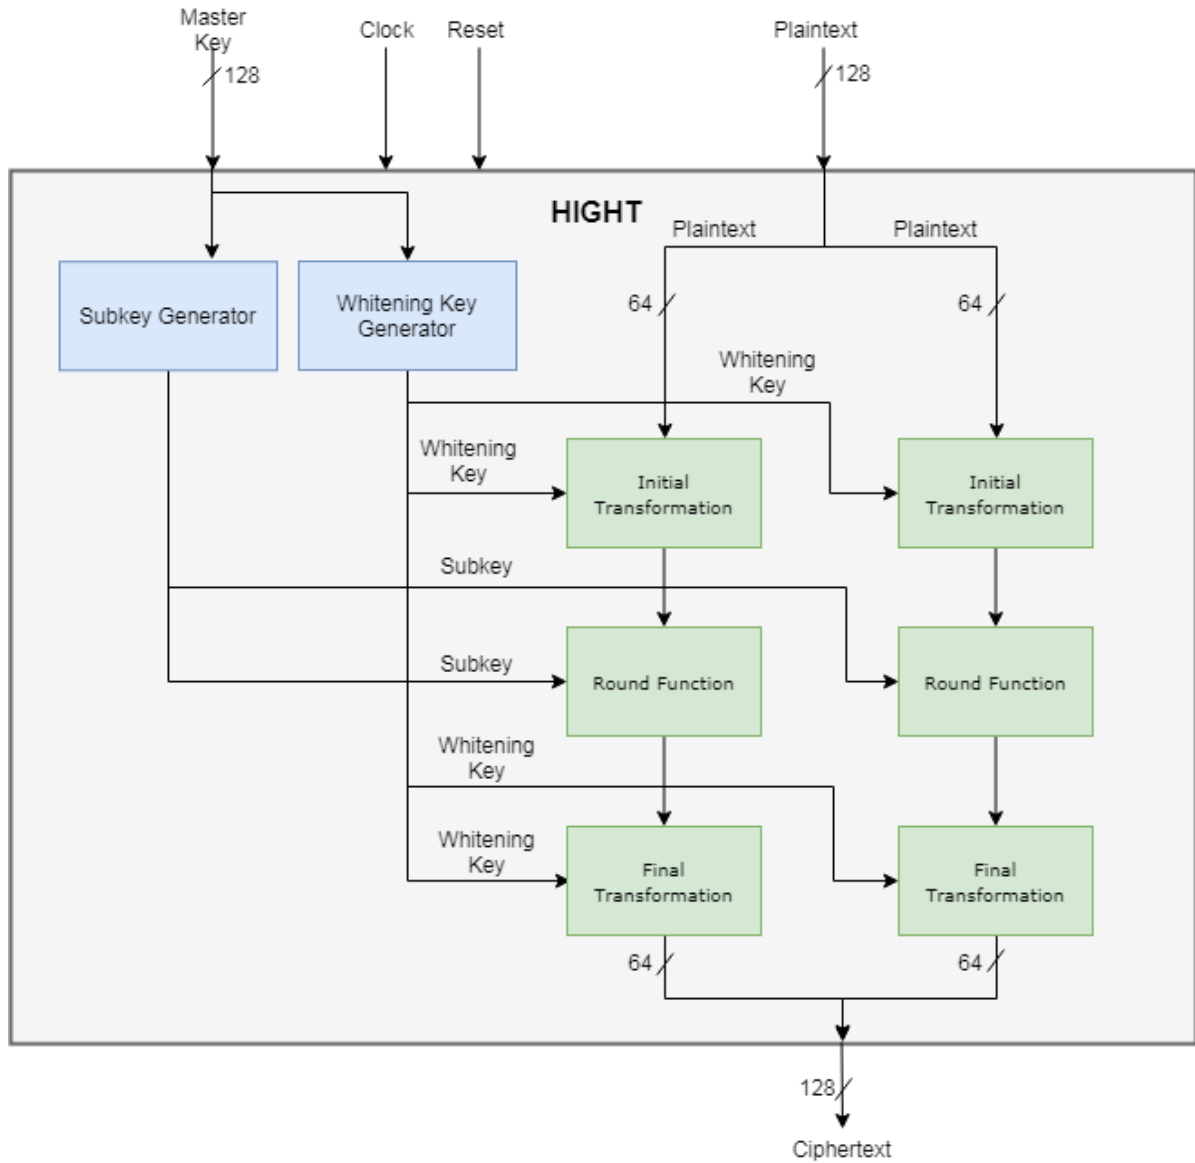 Master
Key
Clock
Reset
Plaintext
128
128
HIGHT
Plaintext
Plaintext
Subkey Generator
Whitening Key
Generator
64
64
Whitening
Key
Whitening
Key
Initial
Transformation
Initial
Transformation
Subkey
Subkey
Round Function
Round Function
Whitening
Key
Whitening
Key
Final
Transformation
Final
Transformation
64
64
128
Ciphertext